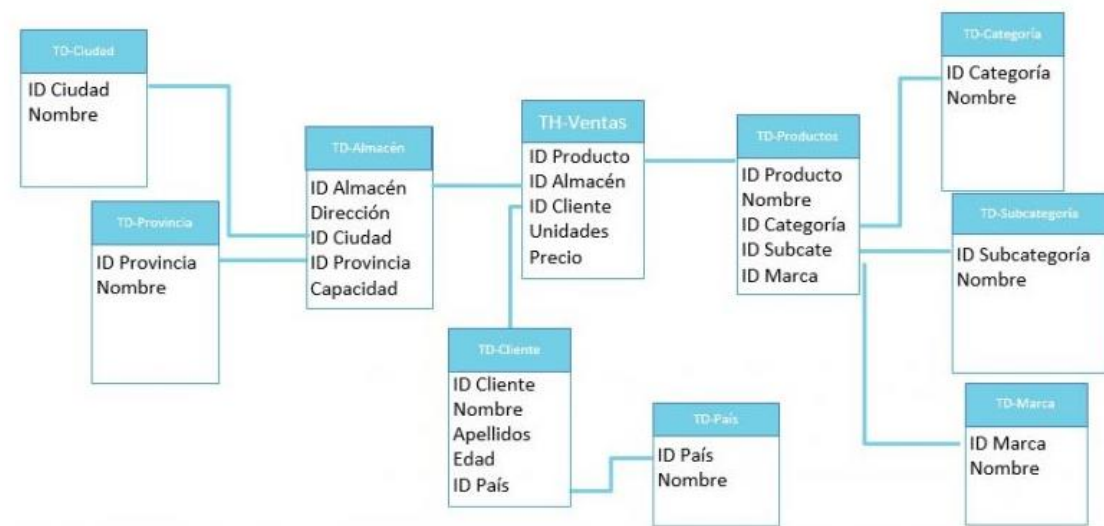 TD-Ciudad
ID Ciudad
Nombre
TD-Provincia
ID Provincia
Nombre
TD-Almacén
ID Almacén
Dirección
ID Ciudad
ID Provincia
Capacidad
TH-Ventas
ID Producto
ID Almacén
ID Cliente
Unidades
Precio
TD-Cliente
ID Cliente
Nombre
Apellidos
Edad
ID País
TD-País
ID País
Nombre
TD-Productos
ID Producto
Nombre
ID Categoría
ID Subcate
ID Marca
TD-Categoría
ID Categoría
Nombre
TD-Subcategoría
ID Subcategoría
Nombre
TD-Marca
ID Marca
Nombre